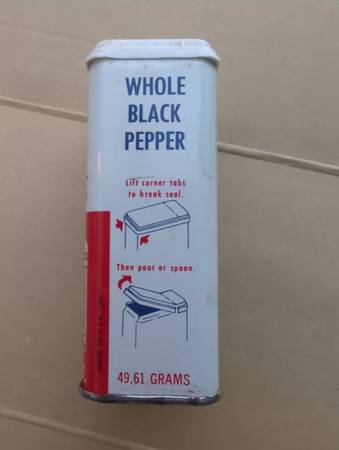 WHOLE
BLACK
PEPPER
Lift corner tabs
to break seal.
Then pour or spoon.
49.61 GRAMS